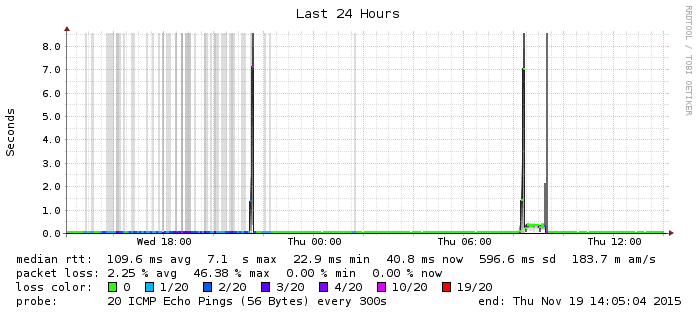 Last 24 Hours
RRDTOOL / TOBI OETIKER
Seconds
8.0
7.0
6.0
5.0
4.0
3.0
2.0
1.0
0.0
Wed 18:00 Thu 00:00 Thu 06:00 Thu 12:00
median rtt: 109.6 ms avg 7.1 s max 22.9 ms min 40.8 ms now 596.6 ms sd 183.7 m am/s
packet loss: 2.25 % avg 46.38 % max 0.00 % min 0.00 % now
loss color: 0 1/20 2/20 3/20 4/20 10/20 19/20
probe: 20 ICMP Echo Pings (56 Bytes) every 300s end: Thu Nov 19 14:05:04 2015